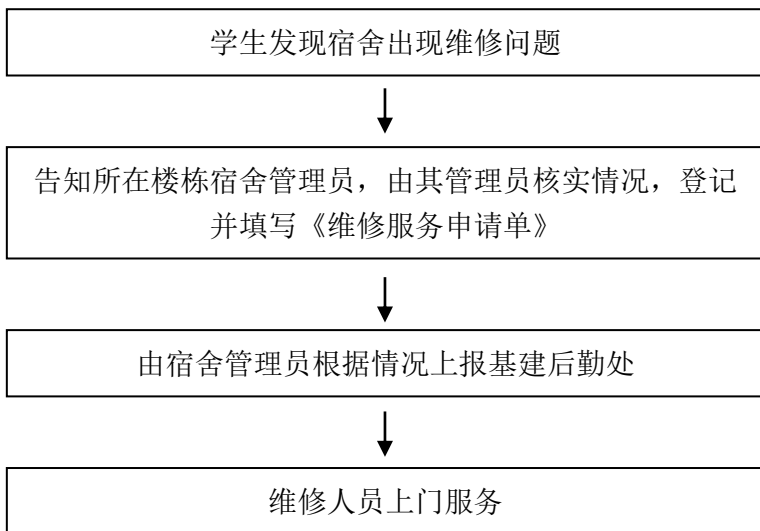 学生发现宿舍出现维修问题
告知所在楼栋宿舍管理员，由其管理员核实情况，登记
并填写《维修服务申请单》
由宿舍管理员根据情况上报基建后勤处
维修人员上门服务